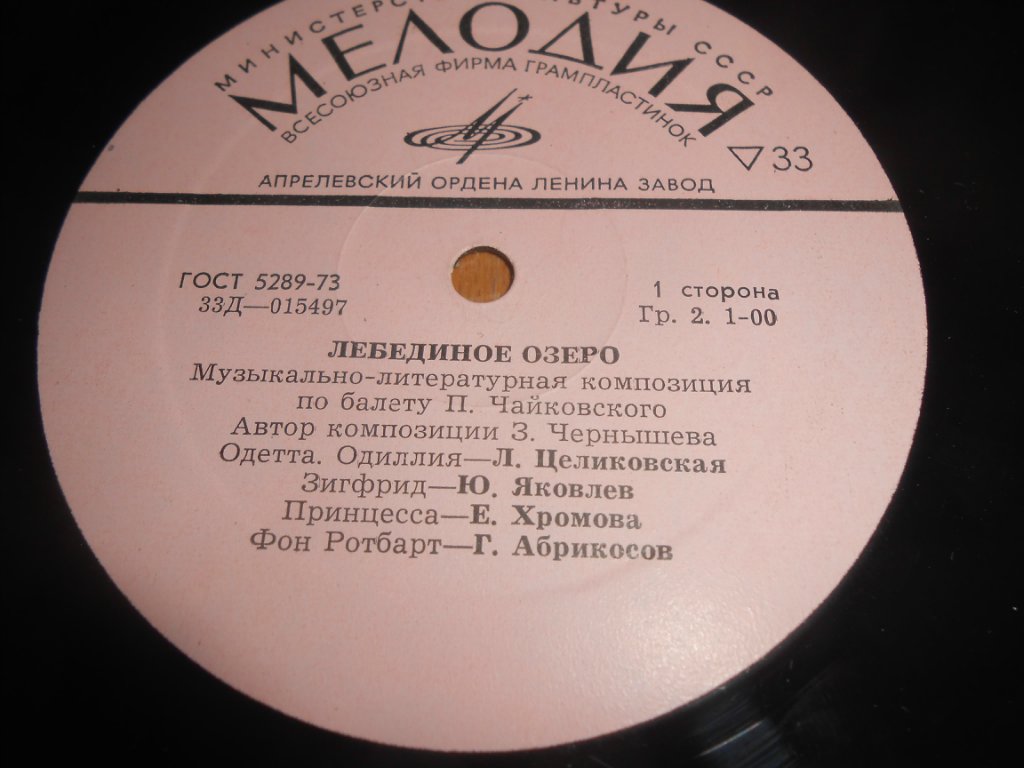 МИНИСТЕРСТВО КУЛЬТУРЫ СССР
МЕЛОДИЯ
ВСЕСОЮЗНАЯ ФИРМА ГРАМПЛАСТИНОК
▽33
АПРЕЛЕВСКИЙ ОРДЕНА ЛЕНИНА ЗАВОД
ГОСТ 5289-73
33Д—015497
1 сторона
Гр. 2. 1-00
ЛЕБЕДИНОЕ ОЗЕРО
Музыкально-литературная композиция
по балету П. Чайковского
Автор композиции З. Чернышева
Одетта. Одиллия—Л. Целиковская
Зигфрид—Ю. Яковлев
Принцесса—Е. Хромова
Фон Ротбарт—Г. Абрикосов